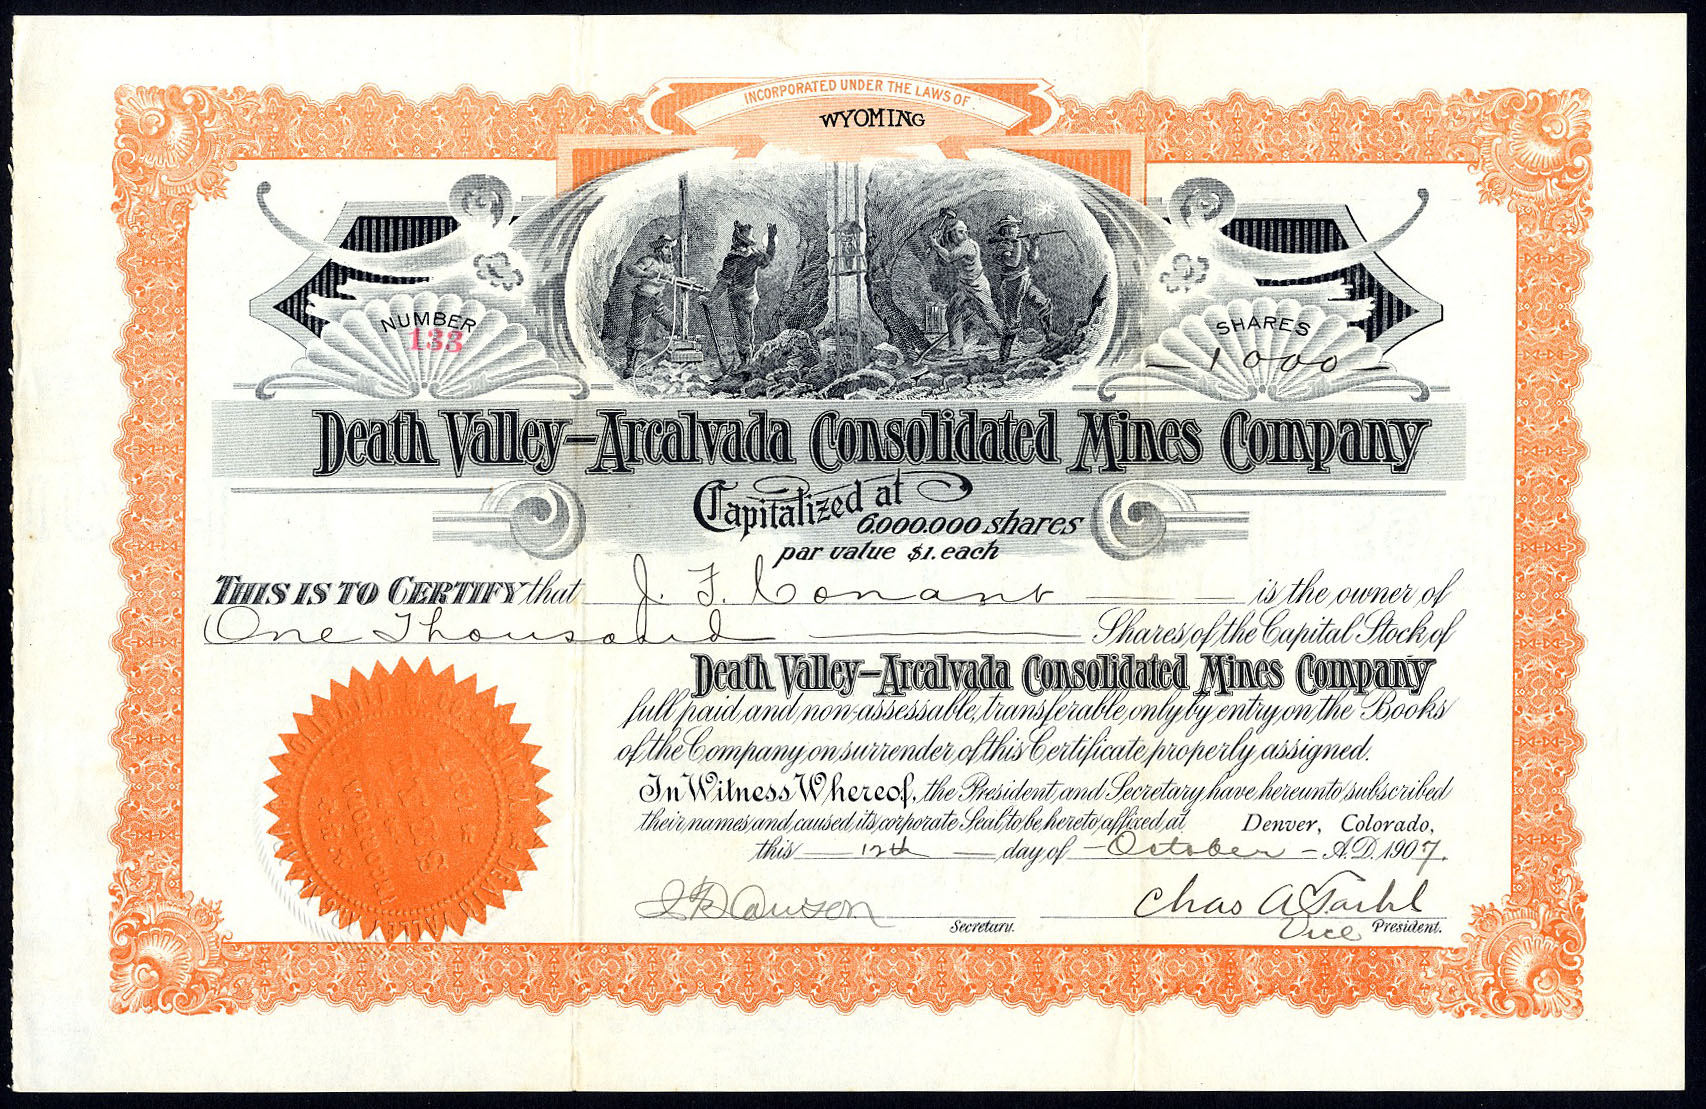 INCORPORATED UNDER THE LAWS OF
WYOMING
NUMBER
133
SHARES
— 1000 —
Death Valley—Arcalvada Consolidated Mines Company
Capitalized at
6.000.000 shares
par value $1. each
THIS IS TO CERTIFY that J. F. Conant is the owner of
One Thousand Shares of the Capital Stock of
Death Valley—Arcalvada Consolidated Mines Company
full paid and non-assessable, transferable only by entry on the Books
of the Company on surrender of this Certificate properly assigned.
In Witness Whereof, the President and Secretary have hereunto subscribed
their names and caused its corporate Seal to be hereto affixed at Denver, Colorado,
this 12th day of October A.D. 1907.
Dawson Chas A
Secretary. Vice President.